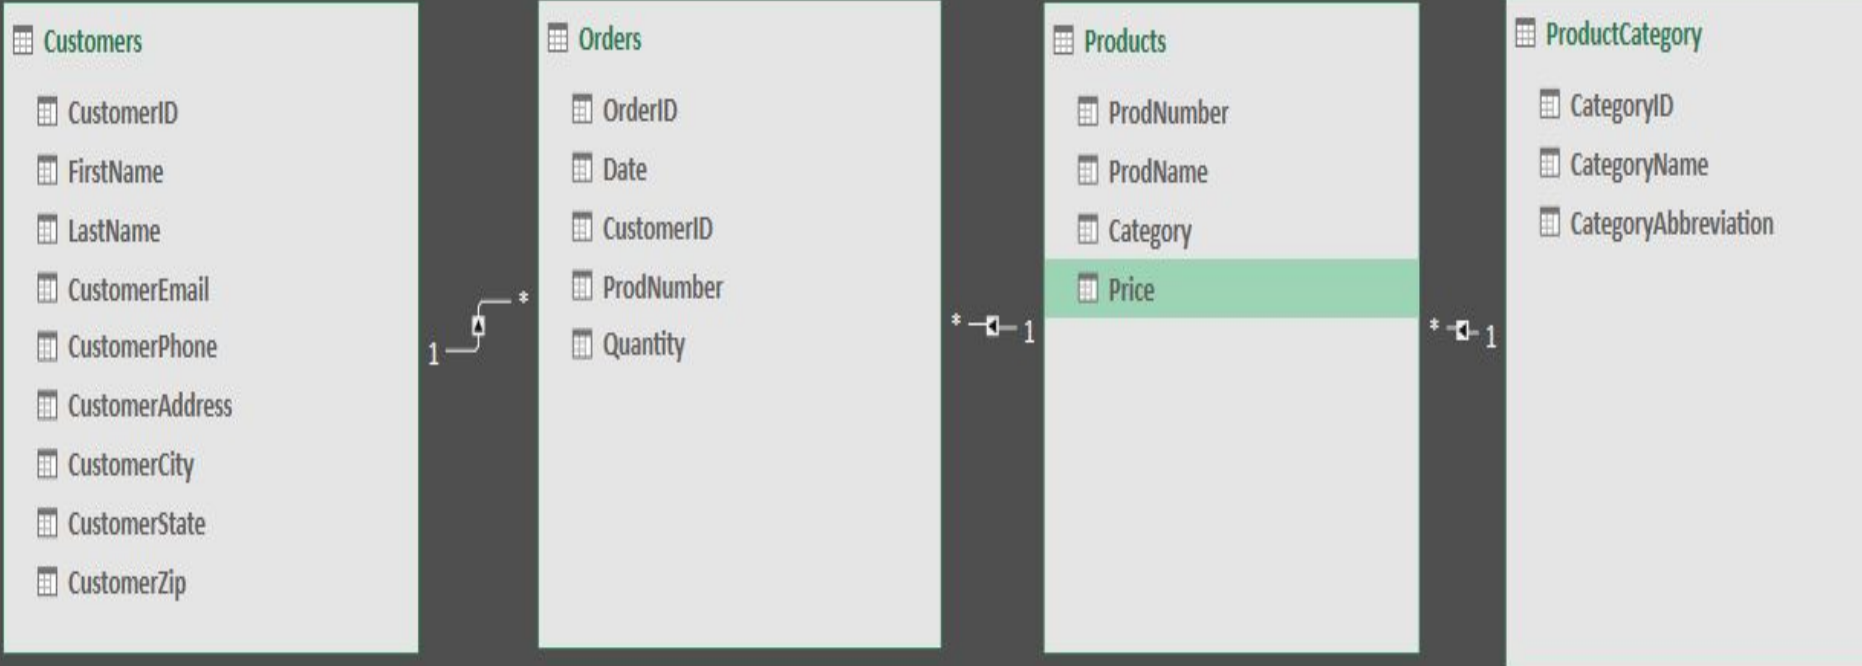 Customers
CustomerID
FirstName
LastName
CustomerEmail
CustomerPhone
CustomerAddress
CustomerCity
CustomerState
CustomerZip
1
*
Orders
OrderID
Date
CustomerID
ProdNumber
Quantity
*
1
Products
ProdNumber
ProdName
Category
Price
*
1
ProductCategory
CategoryID
CategoryName
CategoryAbbreviation